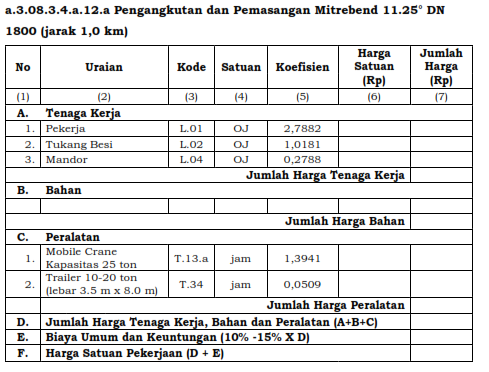 a.3.08.3.4.a.12.a Pengangkutan dan Pemasangan Mitrebend 11.25° DN
1800 (jarak 1,0 km)
No Uraian Kode Satuan Koefisien Harga Satuan (Rp) Jumlah Harga (Rp)
(1) (2) (3) (4) (5) (6) (7)
A. Tenaga Kerja
1. Pekerja L.01 OJ 2,7882
2. Tukang Besi L.02 OJ 1,0181
3. Mandor L.04 OJ 0,2788
Jumlah Harga Tenaga Kerja
B. Bahan
Jumlah Harga Bahan
C. Peralatan
1. Mobile Crane Kapasitas 25 ton T.13.a jam 1,3941
2. Trailer 10-20 ton (lebar 3.5 m x 8.0 m) T.34 jam 0,0509
Jumlah Harga Peralatan
D. Jumlah Harga Tenaga Kerja, Bahan dan Peralatan (A+B+C)
E. Biaya Umum dan Keuntungan (10% -15% X D)
F. Harga Satuan Pekerjaan (D + E)